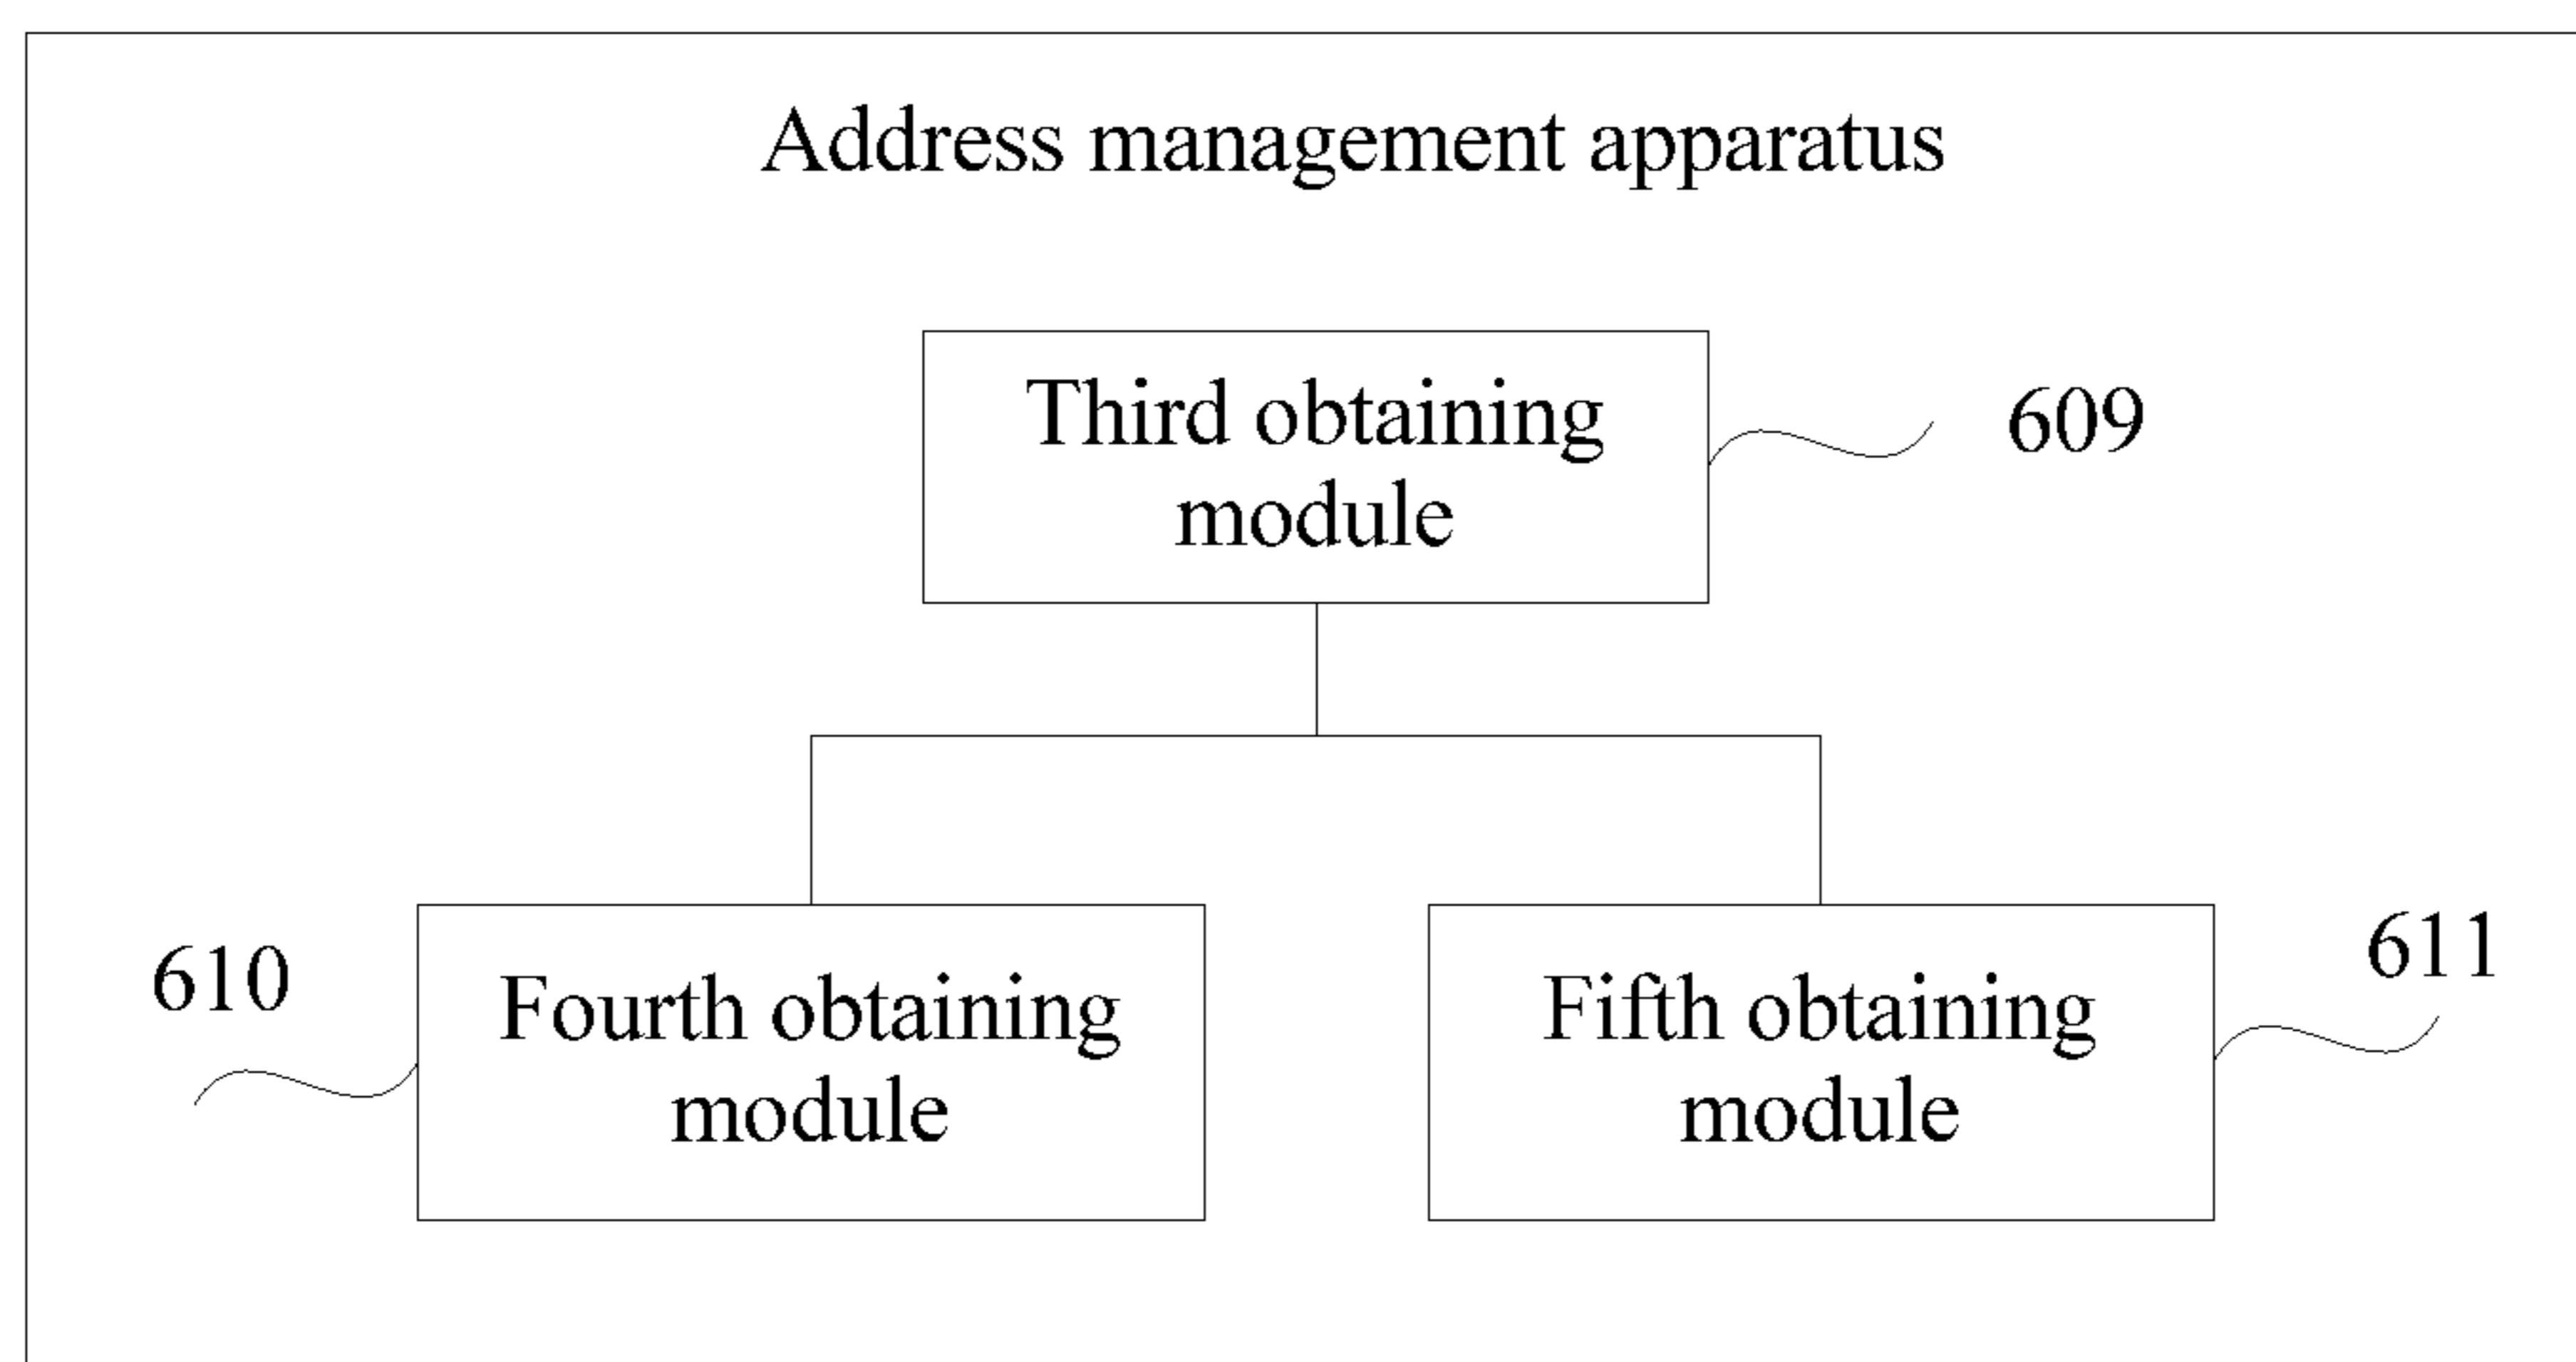 Address management apparatus
Third obtaining
module
609
610
Fourth obtaining
module
Fifth obtaining
module
611